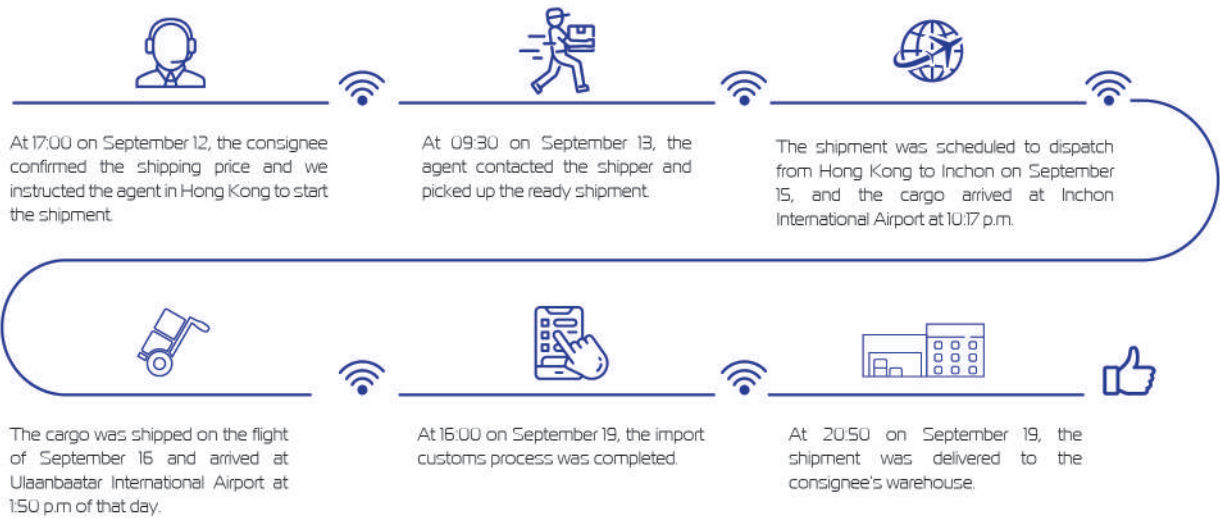 At 17:00 on September 12, the consignee
confirmed the shipping price and we
instructed the agent in Hong Kong to start
the shipment.
At 09:30 on September 13, the
agent contacted the shipper and
picked up the ready shipment.
The shipment was scheduled to dispatch
from Hong Kong to Inchon on September
15, and the cargo arrived at Inchon
International Airport at 10:17 p.m.
The cargo was shipped on the flight
of September 16 and arrived at
Ulaanbaatar International Airport at
1:50 p.m of that day.
At 16:00 on September 19, the import
customs process was completed.
At 20:50 on September 19, the
shipment was delivered to the
consignee's warehouse.